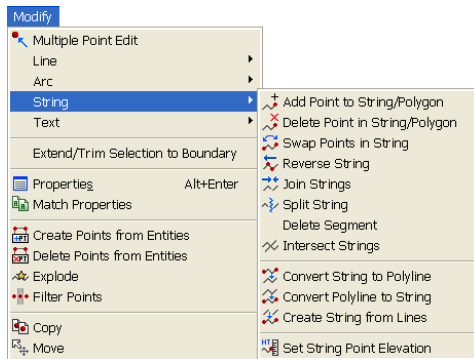 Modify
Multiple Point Edit
Line
Arc
String
Text
Extend/Trim Selection to Boundary
Properties Alt+Enter
Match Properties
Create Points from Entities
Delete Points from Entities
Explode
Filter Points
Copy
Move
Add Point to String/Polygon
Delete Point in String/Polygon
Swap Points in String
Reverse String
Join Strings
Split String
Delete Segment
Intersect Strings
Convert String to Polyline
Convert Polyline to String
Create String from Lines
Set String Point Elevation